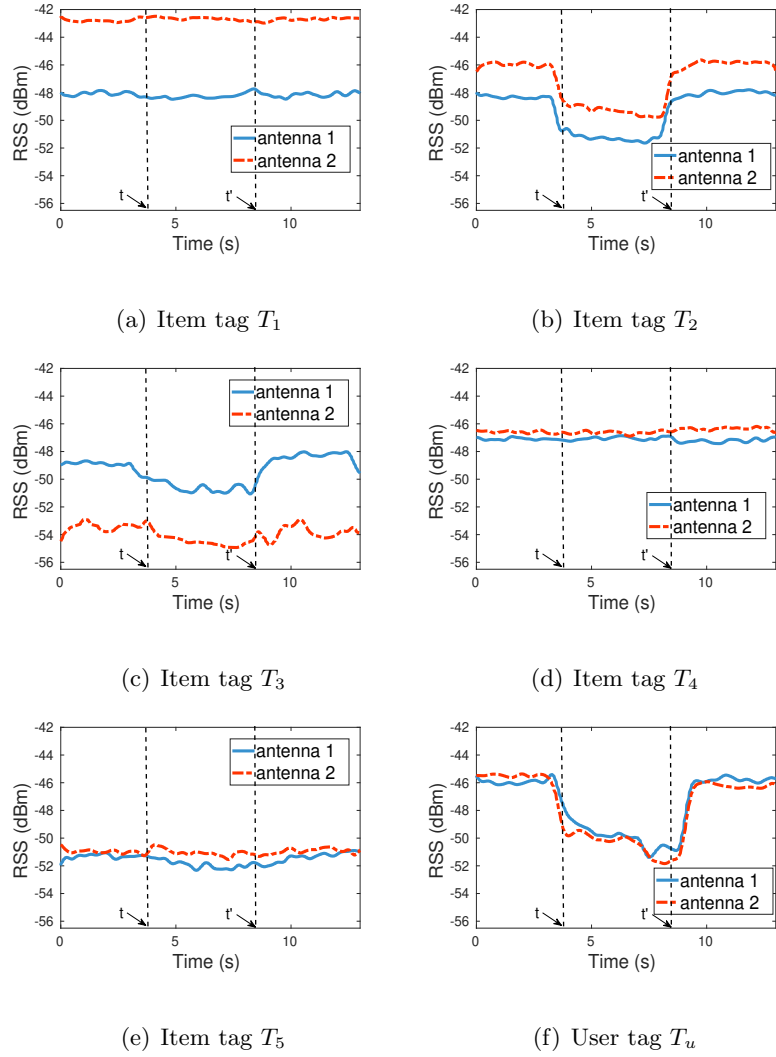 -42
-44
-46
-48
-50
-52
-54
-56
RSS (dBm)
antenna 1
antenna 2
t
t'
0
5
10
Time (s)
(a) Item tag T₁
-42
-44
-46
-48
-50
-52
-54
-56
RSS (dBm)
antenna 1
antenna 2
t
t'
0
5
10
Time (s)
(b) Item tag T₂
-42
-44
-46
-48
-50
-52
-54
-56
RSS (dBm)
antenna 1
antenna 2
t
t'
0
5
10
Time (s)
(c) Item tag T₃
-42
-44
-46
-48
-50
-52
-54
-56
RSS (dBm)
antenna 1
antenna 2
t
t'
0
5
10
Time (s)
(d) Item tag T₄
-42
-44
-46
-48
-50
-52
-54
-56
RSS (dBm)
antenna 1
antenna 2
t
t'
0
5
10
Time (s)
(e) Item tag T₅
-42
-44
-46
-48
-50
-52
-54
-56
RSS (dBm)
antenna 1
antenna 2
t
t'
0
5
10
Time (s)
(f) User tag Tᵤ